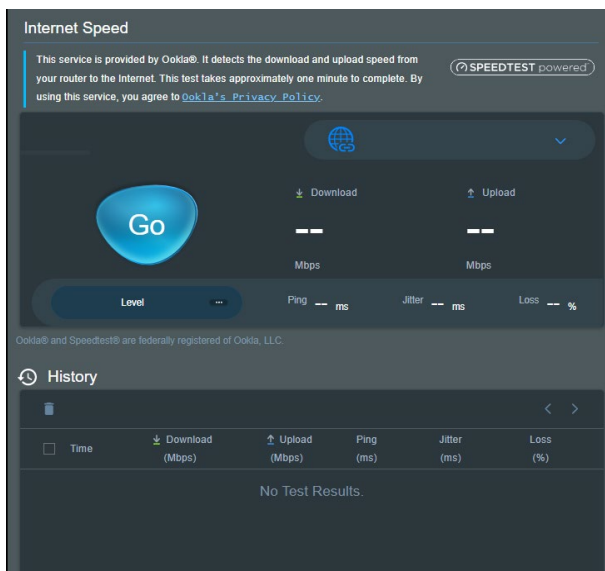 Internet Speed
This service is provided by Ookla®. It detects the download and upload speed from
your router to the Internet. This test takes approximately one minute to complete. By
using this service, you agree to Ookla's Privacy Policy.
SPEEDTEST powered
Download
Upload
Go
-- --
Mbps Mbps
Level ... Ping -- ms Jitter -- ms Loss -- %
Ookla® and Speedtest® are federally registered of Ookla, LLC.
History
Time Download (Mbps) Upload (Mbps) Ping (ms) Jitter (ms) Loss (%)
No Test Results.